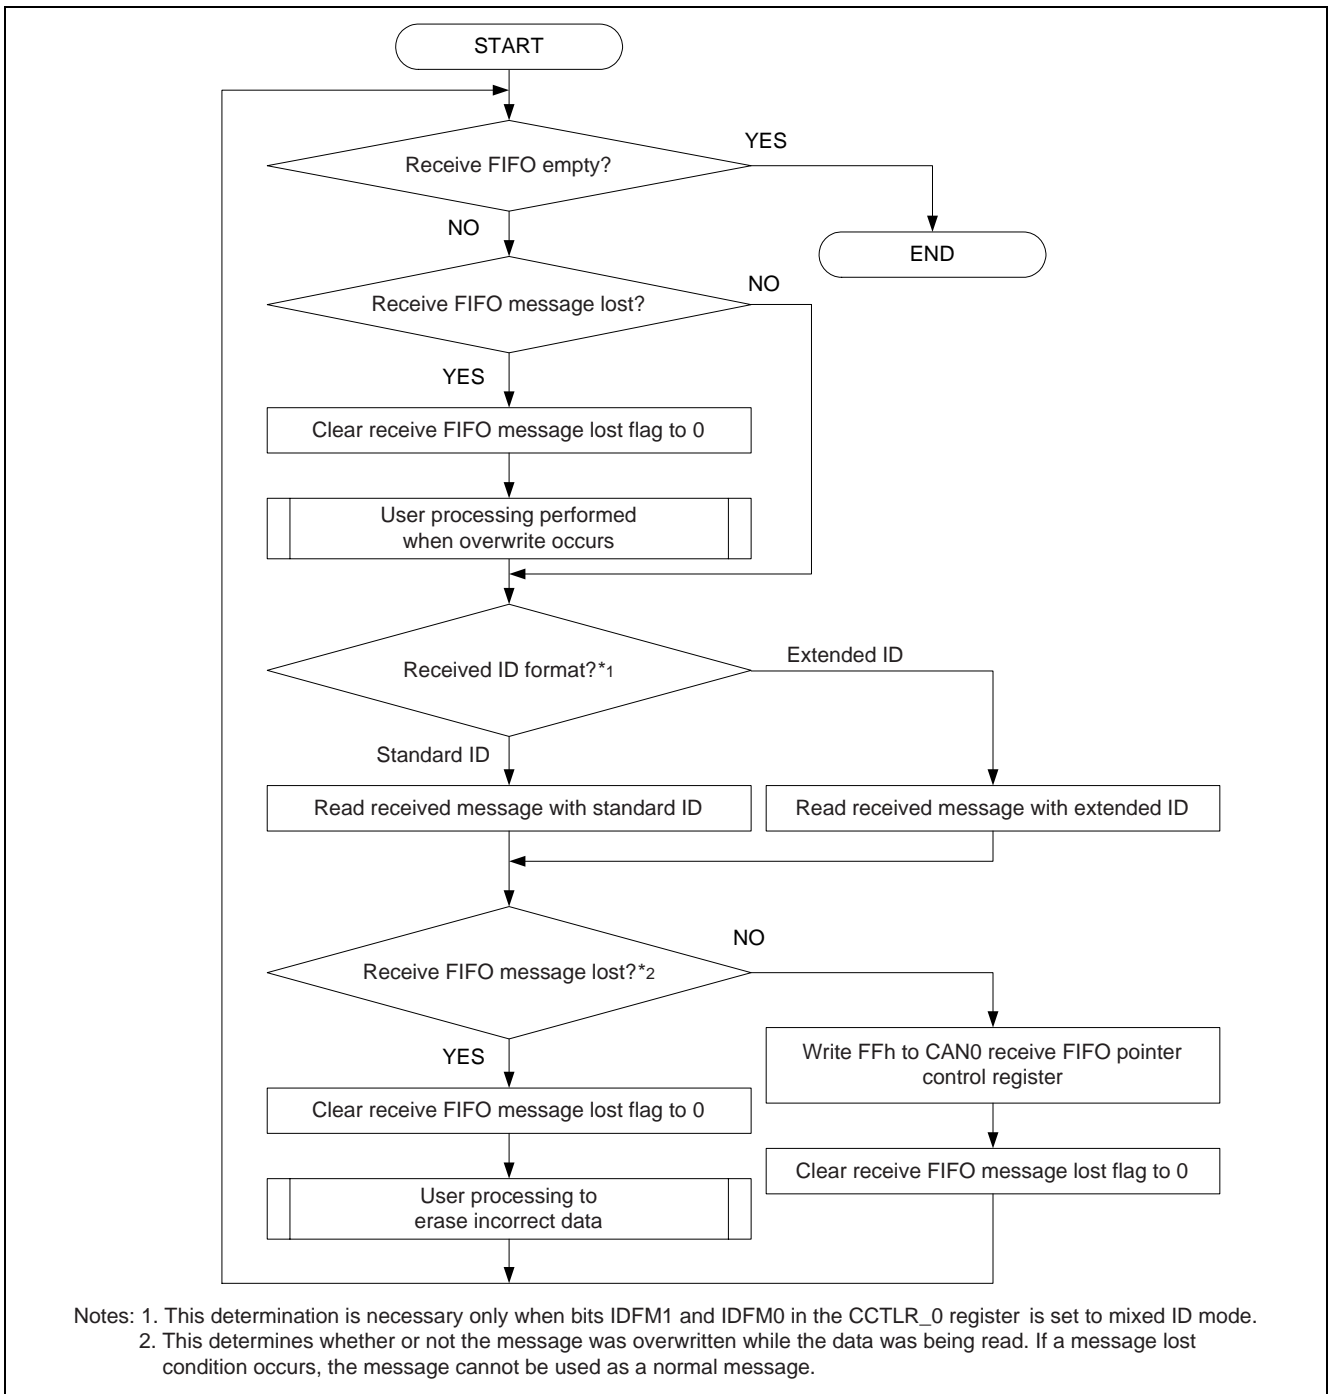 START
Receive FIFO empty?
YES
NO
END
Receive FIFO message lost?
NO
YES
Clear receive FIFO message lost flag to 0
User processing performed
when overwrite occurs
Received ID format?*1
Extended ID
Standard ID
Read received message with standard ID
Read received message with extended ID
Receive FIFO message lost?*2
NO
YES
Write FFh to CAN0 receive FIFO pointer
control register
Clear receive FIFO message lost flag to 0
Clear receive FIFO message lost flag to 0
User processing to
erase incorrect data
Notes: 1. This determination is necessary only when bits IDFM1 and IDFM0 in the CCTLR_0 register is set to mixed ID mode.
2. This determines whether or not the message was overwritten while the data was being read. If a message lost
condition occurs, the message cannot be used as a normal message.